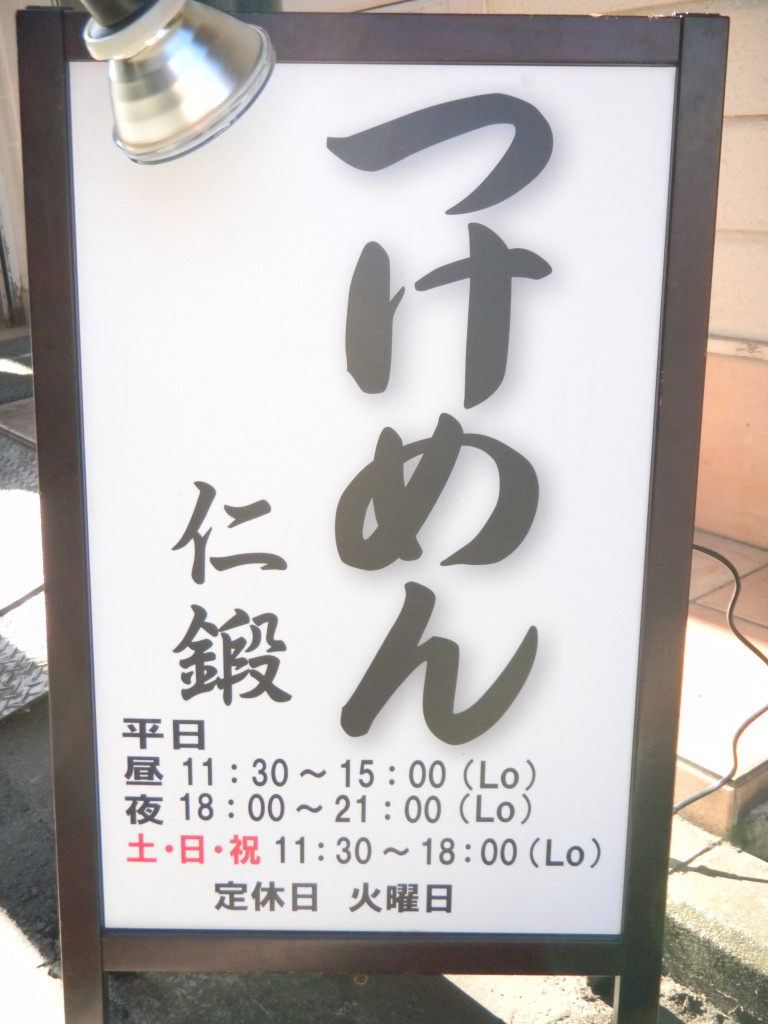 つけめん
仁鍛
平日
昼 11：30～15：00（Lo）
夜 18：00～21：00（Lo）
土・日・祝 11：30～18：00（Lo）
定休日 火曜日